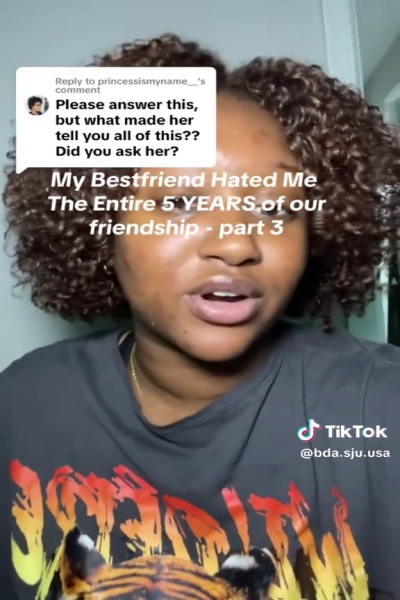 Reply to princessismyname__'s
comment
Please answer this,
but what made her
tell you all of this??
Did you ask her?
My Bestfriend Hated Me
The Entire 5 YEARS of our
friendship - part 3
TikTok
@bda.sju.usa